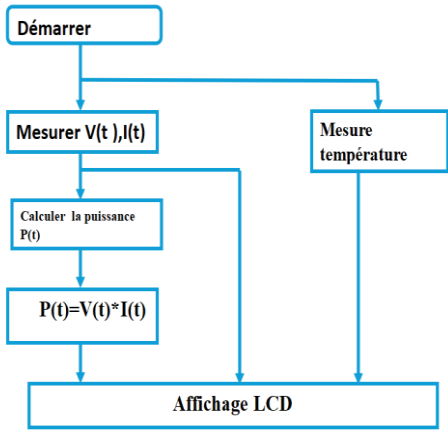 Démarrer
Mesurer V(t ),I(t)
Mesure
température
Calculer la puissance
P(t)
P(t)=V(t)*I(t)
Affichage LCD